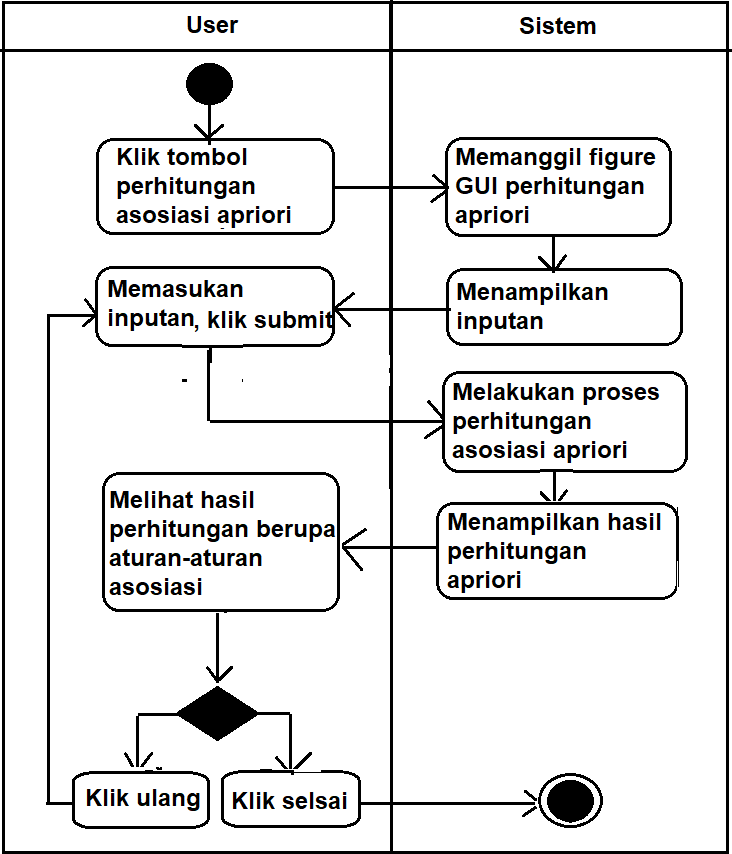 User
Sistem
Klik tombol
perhitungan
asosiasi apriori
Memanggil figure
GUI perhitungan
apriori
Memasukan
inputan, klik submit
Menampilkan
inputan
Melakukan proses
perhitungan
asosiasi apriori
Melihat hasil
perhitungan berupa
aturan-aturan
asosiasi
Menampilkan hasil
perhitungan
apriori
Klik ulang
Klik selsai